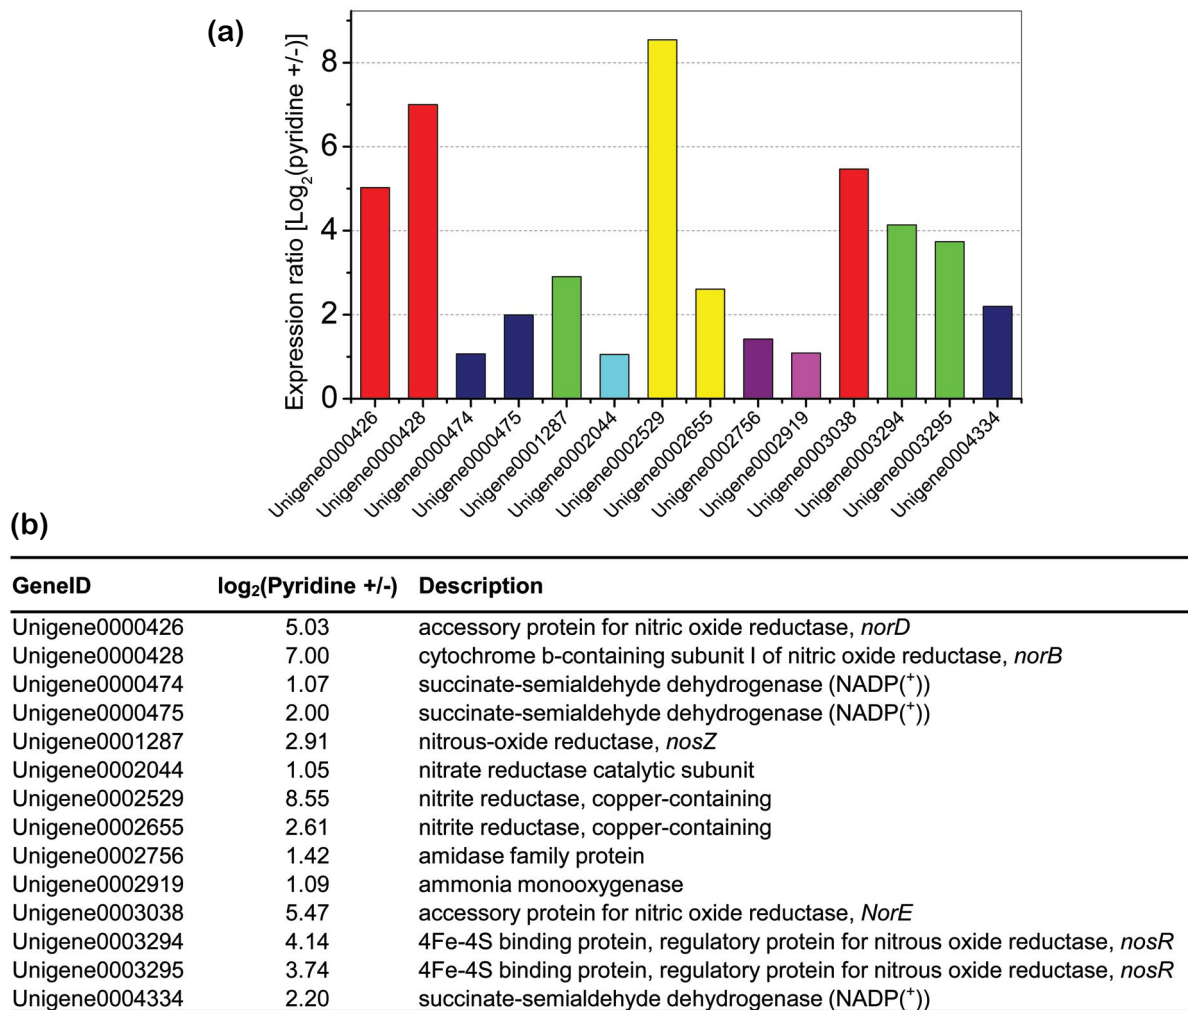 (a)
Expression ratio [Log₂(pyridine +/-)]
8
6
4
2
0
Unigene0000426
Unigene0000428
Unigene0000474
Unigene0000475
Unigene0001287
Unigene0002044
Unigene0002529
Unigene0002655
Unigene0002756
Unigene0002919
Unigene0003038
Unigene0003294
Unigene0003295
Unigene0004334
(b)
GeneID log₂(Pyridine +/-) Description
Unigene0000426 5.03 accessory protein for nitric oxide reductase, norD
Unigene0000428 7.00 cytochrome b-containing subunit I of nitric oxide reductase, norB
Unigene0000474 1.07 succinate-semialdehyde dehydrogenase (NADP(⁺))
Unigene0000475 2.00 succinate-semialdehyde dehydrogenase (NADP(⁺))
Unigene0001287 2.91 nitrous-oxide reductase, nosZ
Unigene0002044 1.05 nitrate reductase catalytic subunit
Unigene0002529 8.55 nitrite reductase, copper-containing
Unigene0002655 2.61 nitrite reductase, copper-containing
Unigene0002756 1.42 amidase family protein
Unigene0002919 1.09 ammonia monooxygenase
Unigene0003038 5.47 accessory protein for nitric oxide reductase, NorE
Unigene0003294 4.14 4Fe-4S binding protein, regulatory protein for nitrous oxide reductase, nosR
Unigene0003295 3.74 4Fe-4S binding protein, regulatory protein for nitrous oxide reductase, nosR
Unigene0004334 2.20 succinate-semialdehyde dehydrogenase (NADP(⁺))